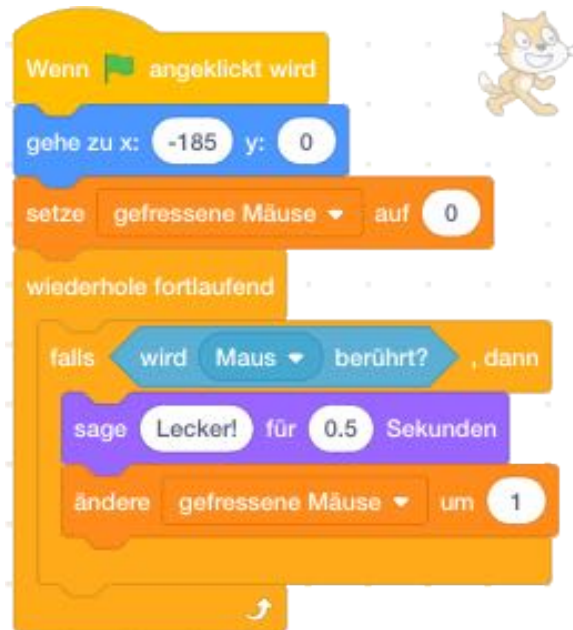 Wenn angeklickt wird
gehe zu x: -185 y: 0
setze gefressene Mäuse auf 0
wiederhole fortlaufend
falls wird Maus berührt? , dann
sage Lecker! für 0.5 Sekunden
ändere gefressene Mäuse um 1